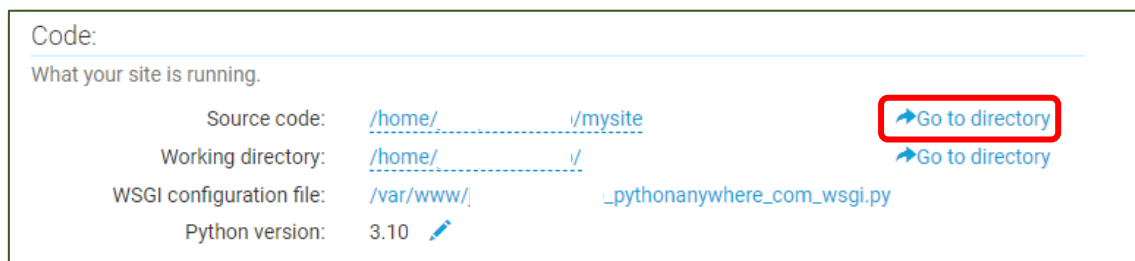 Code:
What your site is running.
Source code: /home/ /mysite Go to directory
Working directory: /home/ / Go to directory
WSGI configuration file: /var/www/ _pythonanywhere_com_wsgi.py
Python version: 3.10